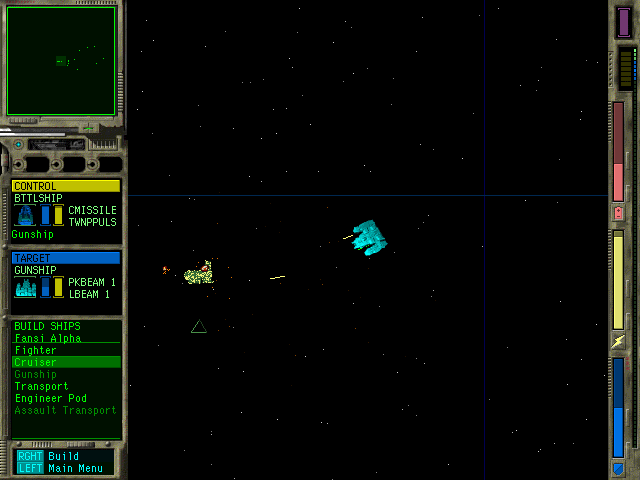 CONTROL
BTTLSHIP
CMISSILE
TWNPPULS
Gunship
TARGET
GUNSHIP
PKBEAM 1
LBEAM 1
BUILD SHIPS
Fansi Alpha
Fighter
Cruiser
Gunship
Transport
Engineer Pod
Assault Transport
RGHT Build
LEFT Main Menu